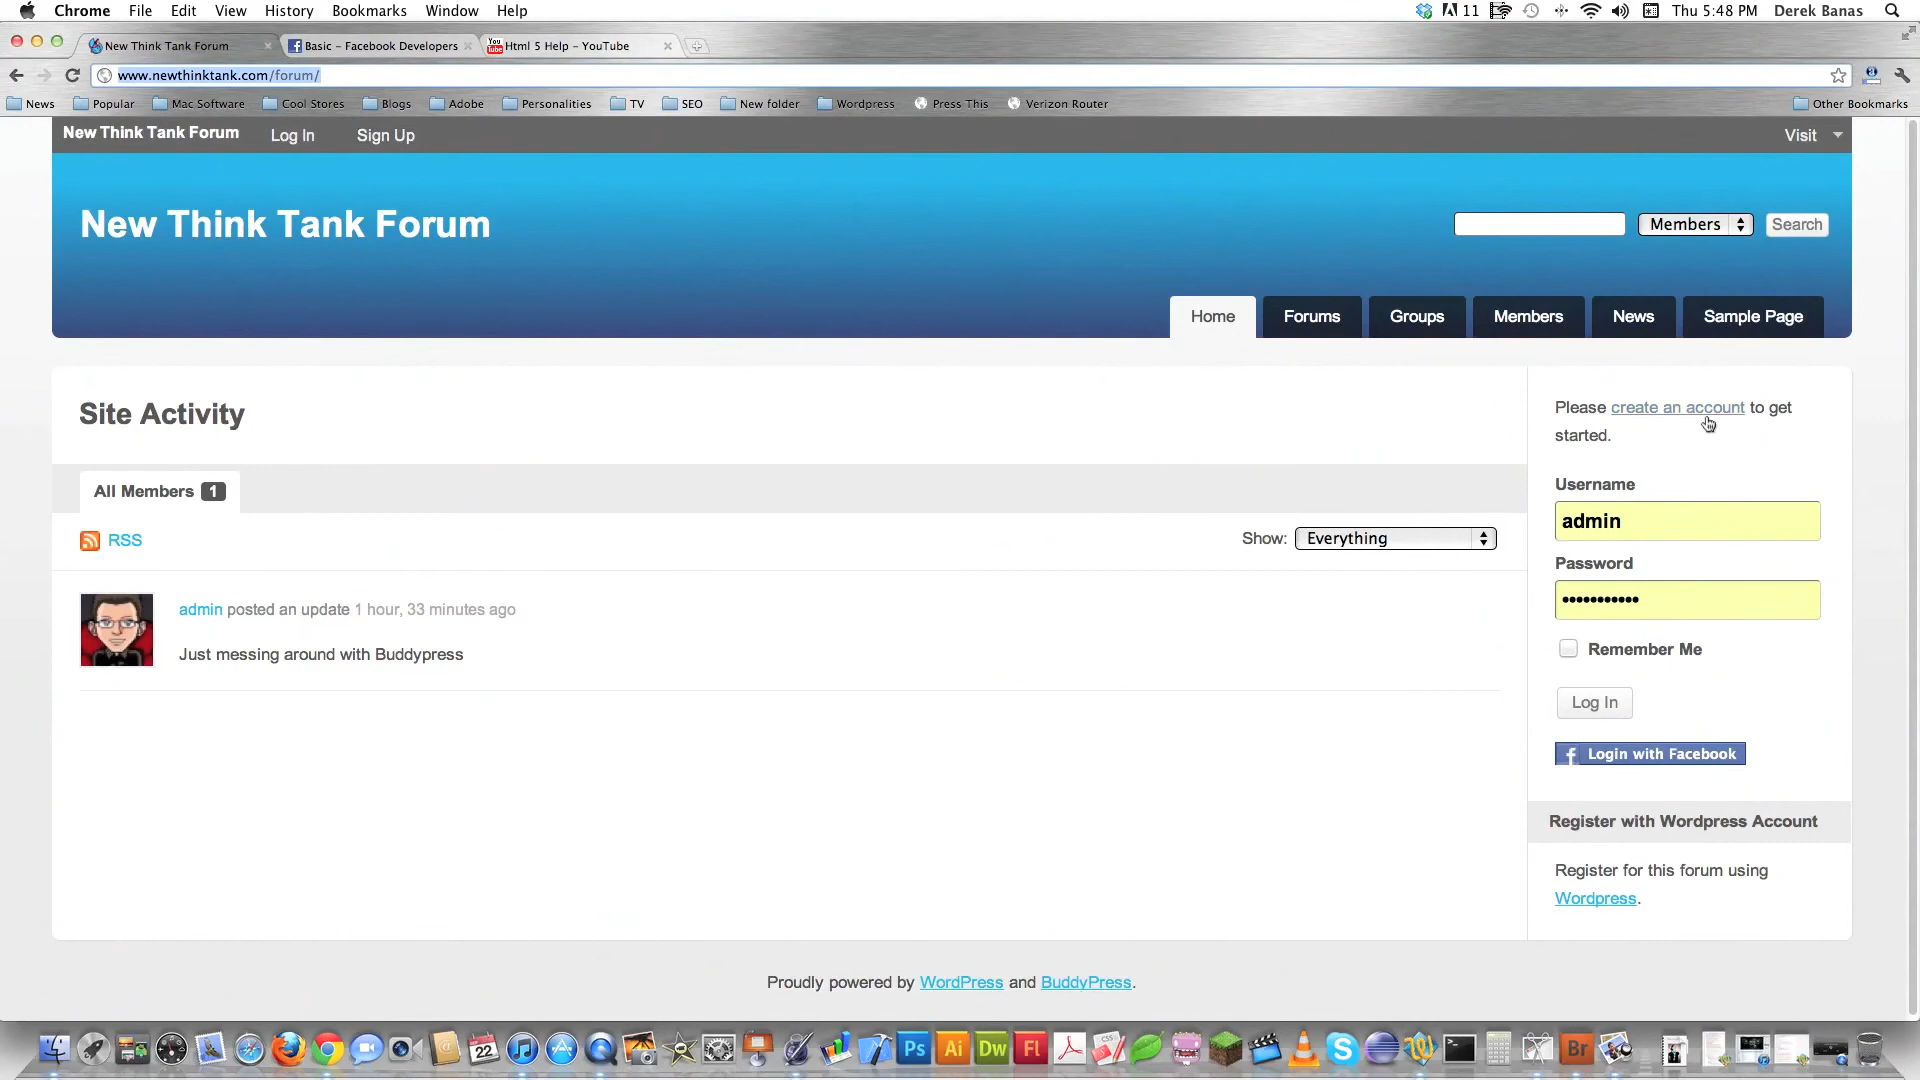 Chrome File Edit View History Bookmarks Window Help
11 Thu 5:48 PM Derek Banas
New Think Tank Forum
Basic – Facebook Developers
Html 5 Help – YouTube
www.newthinktank.com/forum/
News Popular Mac Software Cool Stores Blogs Adobe Personalities TV SEO New folder Wordpress Press This Verizon Router Other Bookmarks
New Think Tank Forum Log In Sign Up Visit
New Think Tank Forum
Members Search
Home Forums Groups Members News Sample Page
Site Activity
All Members 1
RSS
Show: Everything
admin posted an update 1 hour, 33 minutes ago
Just messing around with Buddypress
Please create an account to get
started.
Username
admin
Password
•••••••••••
Remember Me
Log In
f Login with Facebook
Register with Wordpress Account
Register for this forum using
Wordpress.
Proudly powered by WordPress and BuddyPress.
22 Ps Ai Dw Fl Br